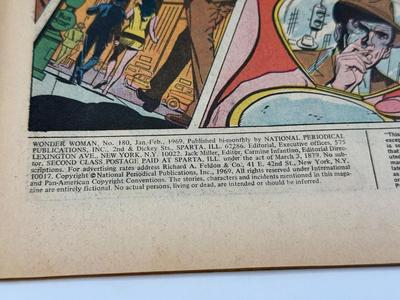 WONDER WOMAN, No. 180, Jan.-Feb., 1969. Published bi-monthly by NATIONAL PERIODICAL
PUBLICATIONS, INC., 2nd & Dickey Sts., SPARTA, ILL. 62286. Editorial, Executive offices, 575
LEXINGTON AVE., NEW YORK, N.Y. 10022. Jack Miller, Editor, Carmine Infantino, Editorial Direc-
tor. SECOND CLASS POSTAGE PAID AT SPARTA, ILL. under the act of March 3, 1879. No sub-
scriptions. For advertising rates address Richard A. Feldon & Co., 41 E. 42nd St., New York, N.Y.
10017. Copyright © National Periodical Publications, Inc., 1969. All rights reserved under International
and Pan-American Copyright Conventions. The stories, characters and incidents mentioned in this maga-
zine are entirely fictional. No actual persons, living or dead, are intended or should be inferred.
"This